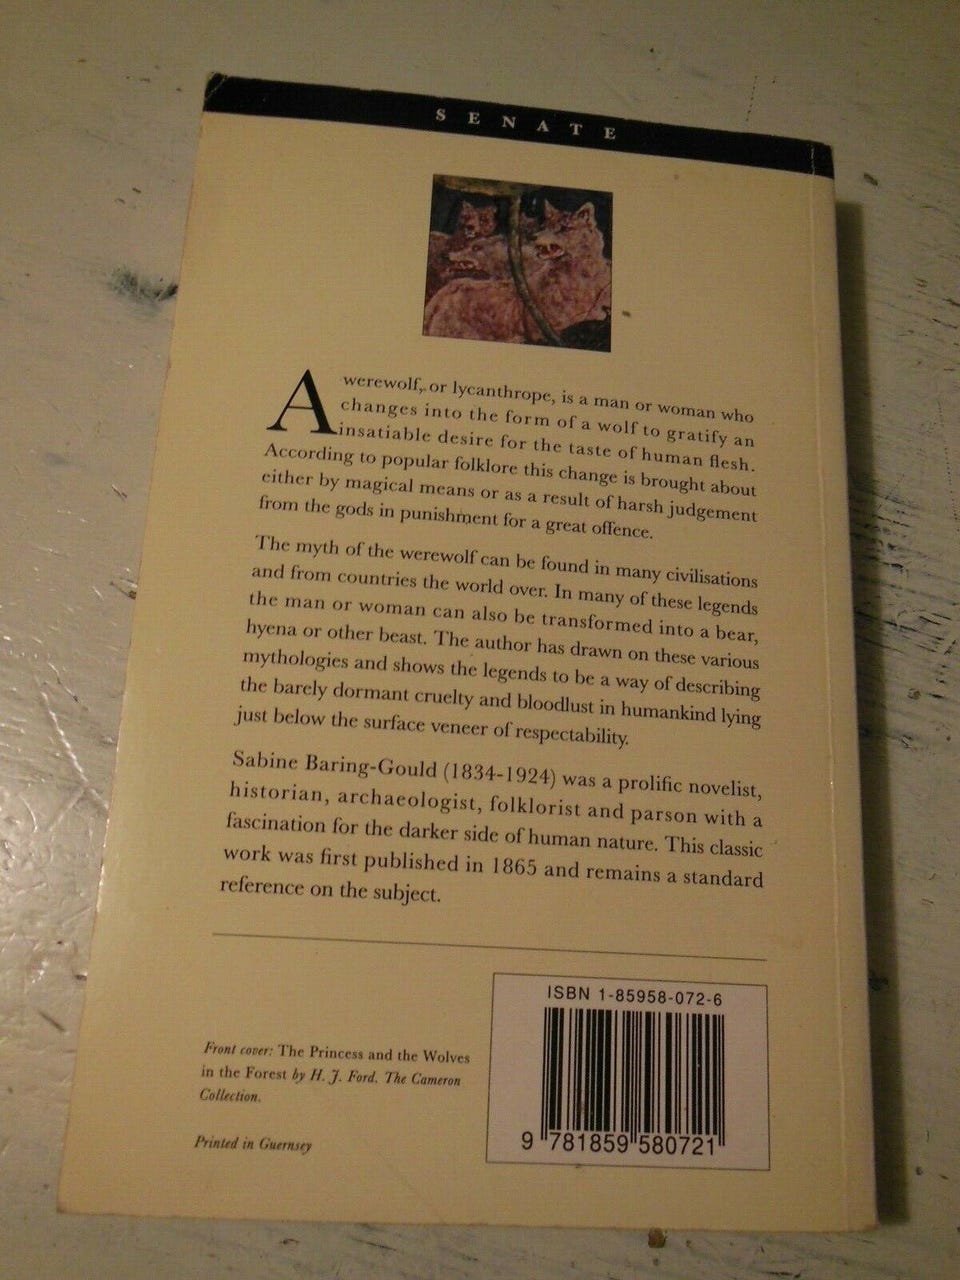 SENATE
A werewolf, or lycanthrope, is a man or woman who
changes into the form of a wolf to gratify an
insatiable desire for the taste of human flesh.
According to popular folklore this change is brought about
either by magical means or as a result of harsh judgement
from the gods in punishment for a great offence.
The myth of the werewolf can be found in many civilisations
and from countries the world over. In many of these legends
the man or woman can also be transformed into a bear,
hyena or other beast. The author has drawn on these various
mythologies and shows the legends to be a way of describing
the barely dormant cruelty and bloodlust in humankind lying
just below the surface veneer of respectability.
Sabine Baring-Gould (1834-1924) was a prolific novelist,
historian, archaeologist, folklorist and parson with a
fascination for the darker side of human nature. This classic
work was first published in 1865 and remains a standard
reference on the subject.
Front cover: The Princess and the Wolves
in the Forest by H. J. Ford. The Cameron
Collection.
Printed in Guernsey
ISBN 1-85958-072-6
9 781859 580721